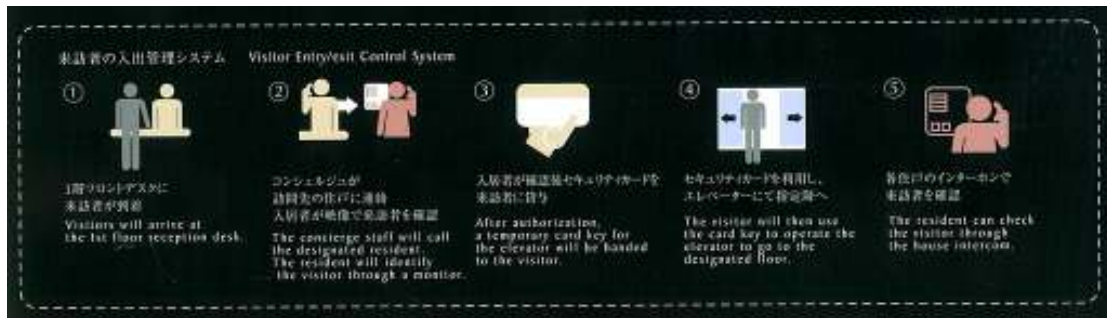 来訪者の入出管理システム Visitor Entry/exit Control System
①
1階フロントデスクに
来訪者が到着
Visitors will arrive at
the 1st floor reception desk.
②
コンシェルジュが
訪問先の住戸に連絡
入居者が映像で来訪者を確認
The concierge staff will call
the designated resident.
The resident will identify
the visitor through a monitor.
③
入居者が確認後セキュリティカードを
来訪者に貸与
After authorization,
a temporary card key for
the elevator will be handed
to the visitor.
④
セキュリティカードを利用し、
エレベーターにて指定階へ
The visitor will then use
the card key to operate the
elevator to go to the
designated floor.
⑤
各住戸のインターホンで
来訪者を確認
The resident can check
the visitor through
the house intercom.